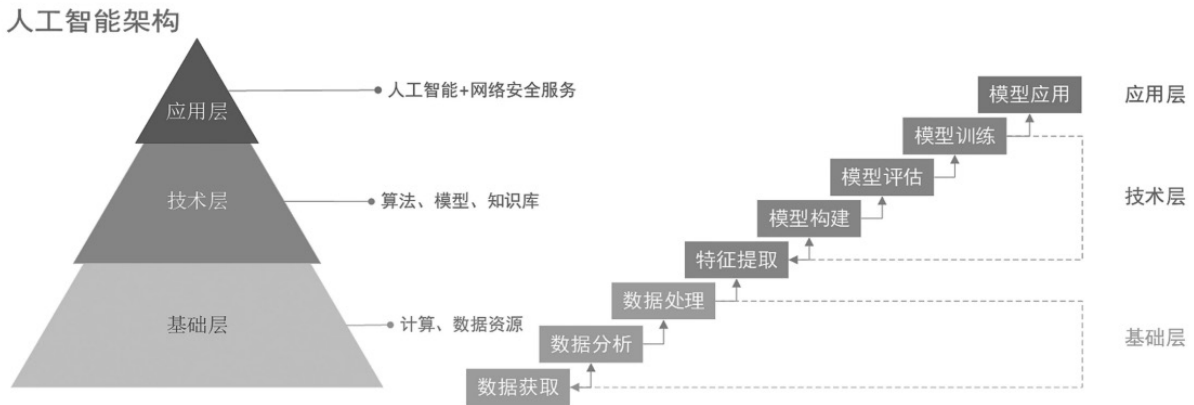 人工智能架构
应用层
人工智能+网络安全服务
技术层
算法、模型、知识库
基础层
计算、数据资源
模型应用
应用层
模型训练
模型评估
技术层
模型构建
特征提取
数据处理
基础层
数据分析
数据获取